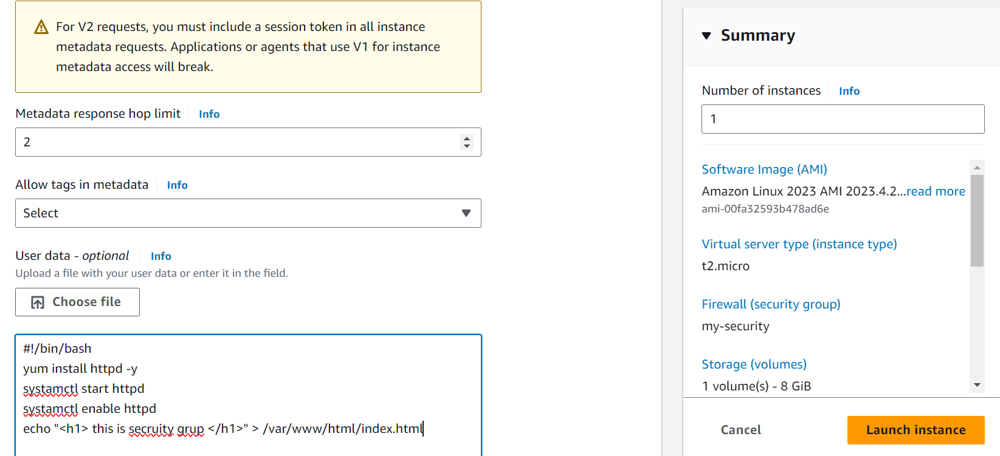 For V2 requests, you must include a session token in all instance
metadata requests. Applications or agents that use V1 for instance
metadata access will break.
Metadata response hop limit Info
2
Allow tags in metadata Info
Select
User data - optional Info
Upload a file with your user data or enter it in the field.
Choose file
#!/bin/bash
yum install httpd -y
systamctl start httpd
systamctl enable httpd
echo "<h1> this is secruity grup </h1>" > /var/www/html/index.html
Summary
Number of instances Info
1
Software Image (AMI)
Amazon Linux 2023 AMI 2023.4.2...read more
ami-00fa32593b478ad6e
Virtual server type (instance type)
t2.micro
Firewall (security group)
my-security
Storage (volumes)
1 volume(s) - 8 GiB
Cancel Launch instance